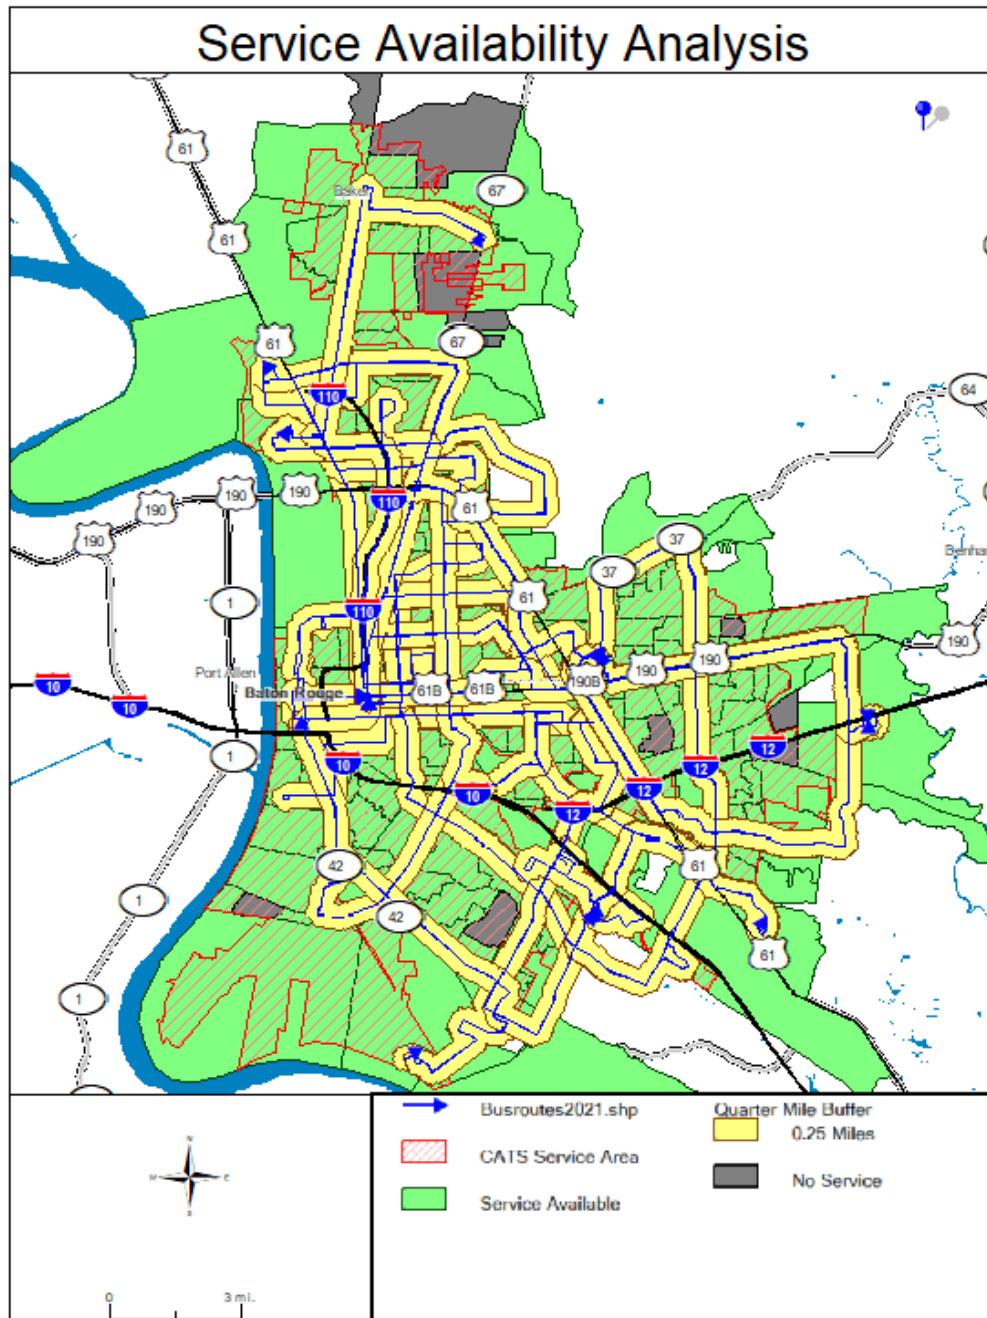 Service Availability Analysis
61
67
61
Baker
61
67
110
64
190
190
190
110
61
190
37
37
Benham
1
110
61
190
190
190
Port Allen
10
Baton Rouge
61B
61B
190B
10
1
12
10
12
12
10
12
42
61
1
42
61
1
N
W
E
S
0
3 mi.
Busroutes2021.shp
CATS Service Area
Service Available
Quarter Mile Buffer
0.25 Miles
No Service